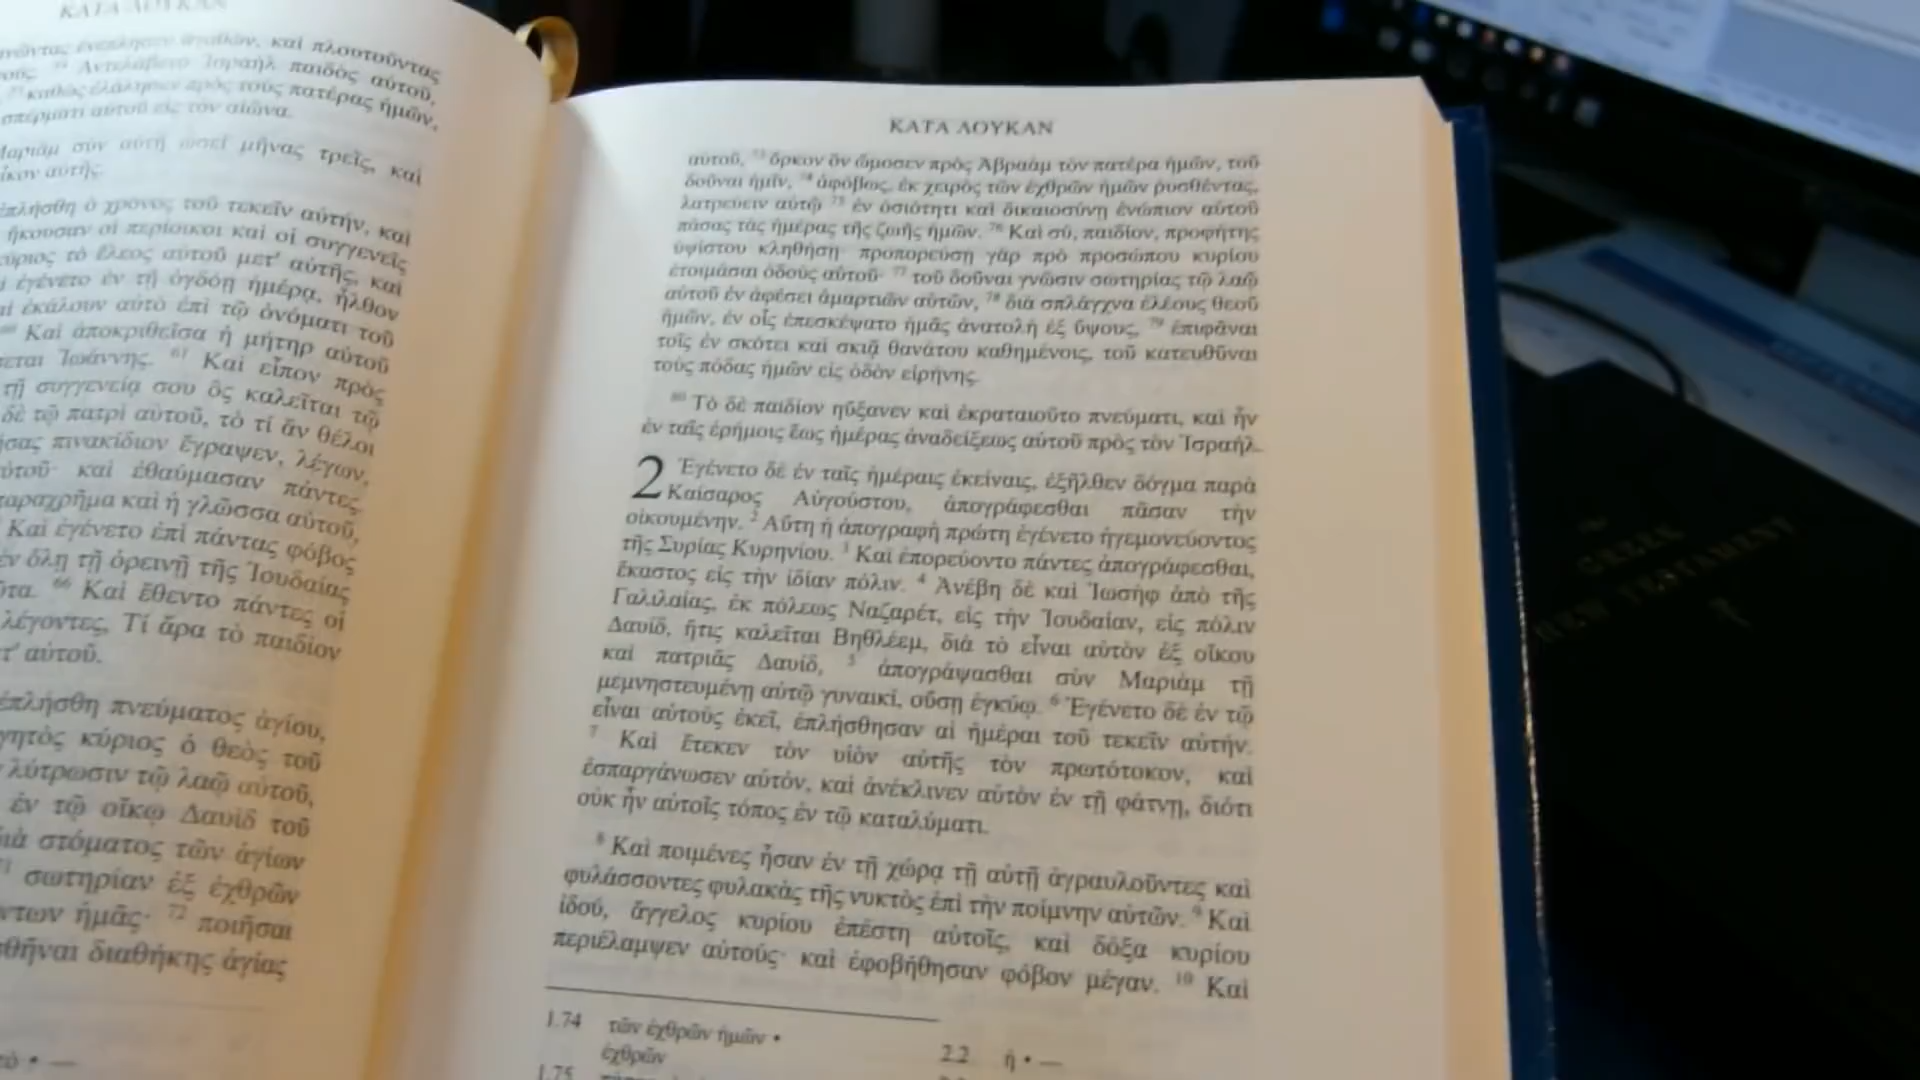 ΚΑΤΑ ΛΟΥΚΑΝ
καὶ πλουτοῦντας
Ἰσραὴλ παιδὸς αὐτοῦ,
καθὼς ἐλάλησεν πρὸς τοὺς πατέρας ἡμῶν,
σπέρματι αὐτοῦ εἰς τὸν αἰῶνα.
Μαριὰμ σὺν αὐτῇ ὡσεὶ μῆνας τρεῖς, καὶ
οἶκον αὐτῆς.
ἐπλήσθη ὁ χρόνος τοῦ τεκεῖν αὐτήν, καὶ
ἤκουσαν οἱ περίοικοι καὶ οἱ συγγενεῖς
κύριος τὸ ἔλεος αὐτοῦ μετ' αὐτῆς, καὶ
ἐγένετο ἐν τῇ ὀγδόῃ ἡμέρᾳ, ἦλθον
ἐκάλουν αὐτὸ ἐπὶ τῷ ὀνόματι τοῦ
60 Καὶ ἀποκριθεῖσα ἡ μήτηρ αὐτοῦ
Ἰωάννης. 61 Καὶ εἶπον πρὸς
τῇ συγγενείᾳ σου ὃς καλεῖται τῷ
δὲ τῷ πατρὶ αὐτοῦ, τὸ τί ἂν θέλοι
πινακίδιον ἔγραψεν, λέγων,
καὶ ἐθαύμασαν πάντες.
παραχρῆμα καὶ ἡ γλῶσσα αὐτοῦ,
Καὶ ἐγένετο ἐπὶ πάντας φόβος
ἐν ὅλῃ τῇ ὀρεινῇ τῆς Ἰουδαίας
66 Καὶ ἔθεντο πάντες οἱ
λέγοντες, Τί ἄρα τὸ παιδίον
αὐτοῦ.
ἐπλήσθη πνεύματος ἁγίου,
κύριος ὁ θεὸς τοῦ
λύτρωσιν τῷ λαῷ αὐτοῦ,
ἐν τῷ οἴκῳ Δαυὶδ τοῦ
στόματος τῶν ἁγίων
σωτηρίαν ἐξ ἐχθρῶν
ἡμᾶς· 72 ποιῆσαι
διαθήκης ἁγίας
ΚΑΤΑ ΛΟΥΚΑΝ
αὐτοῦ, 73 ὅρκον ὃν ὤμοσεν πρὸς Ἀβραὰμ τὸν πατέρα ἡμῶν, τοῦ
δοῦναι ἡμῖν, 74 ἀφόβως, ἐκ χειρὸς τῶν ἐχθρῶν ἡμῶν ῥυσθέντας,
λατρεύειν αὐτῷ 75 ἐν ὁσιότητι καὶ δικαιοσύνῃ ἐνώπιον αὐτοῦ
πάσας τὰς ἡμέρας τῆς ζωῆς ἡμῶν. 76 Καὶ σύ, παιδίον, προφήτης
ὑψίστου κληθήσῃ· προπορεύσῃ γὰρ πρὸ προσώπου κυρίου
ἑτοιμάσαι ὁδοὺς αὐτοῦ· 77 τοῦ δοῦναι γνῶσιν σωτηρίας τῷ λαῷ
αὐτοῦ ἐν ἀφέσει ἁμαρτιῶν αὐτῶν, 78 διὰ σπλάγχνα ἐλέους θεοῦ
ἡμῶν, ἐν οἷς ἐπεσκέψατο ἡμᾶς ἀνατολὴ ἐξ ὕψους, 79 ἐπιφᾶναι
τοῖς ἐν σκότει καὶ σκιᾷ θανάτου καθημένοις, τοῦ κατευθῦναι
τοὺς πόδας ἡμῶν εἰς ὁδὸν εἰρήνης.
80 Τὸ δὲ παιδίον ηὔξανεν καὶ ἐκραταιοῦτο πνεύματι, καὶ ἦν
ἐν ταῖς ἐρήμοις ἕως ἡμέρας ἀναδείξεως αὐτοῦ πρὸς τὸν Ἰσραήλ.
2 Ἐγένετο δὲ ἐν ταῖς ἡμέραις ἐκείναις, ἐξῆλθεν δόγμα παρὰ
Καίσαρος Αὐγούστου, ἀπογράφεσθαι πᾶσαν τὴν
οἰκουμένην. 2 Αὕτη ἡ ἀπογραφὴ πρώτη ἐγένετο ἡγεμονεύοντος
τῆς Συρίας Κυρηνίου. 3 Καὶ ἐπορεύοντο πάντες ἀπογράφεσθαι,
ἕκαστος εἰς τὴν ἰδίαν πόλιν. 4 Ἀνέβη δὲ καὶ Ἰωσὴφ ἀπὸ τῆς
Γαλιλαίας, ἐκ πόλεως Ναζαρέτ, εἰς τὴν Ἰουδαίαν, εἰς πόλιν
Δαυίδ, ἥτις καλεῖται Βηθλέεμ, διὰ τὸ εἶναι αὐτὸν ἐξ οἴκου
καὶ πατριᾶς Δαυίδ, 5 ἀπογράψασθαι σὺν Μαριὰμ τῇ
μεμνηστευμένῃ αὐτῷ γυναικί, οὔσῃ ἐγκύῳ. 6 Ἐγένετο δὲ ἐν τῷ
εἶναι αὐτοὺς ἐκεῖ, ἐπλήσθησαν αἱ ἡμέραι τοῦ τεκεῖν αὐτήν.
7 Καὶ ἔτεκεν τὸν υἱὸν αὐτῆς τὸν πρωτότοκον, καὶ
ἐσπαργάνωσεν αὐτόν, καὶ ἀνέκλινεν αὐτὸν ἐν τῇ φάτνῃ, διότι
οὐκ ἦν αὐτοῖς τόπος ἐν τῷ καταλύματι.
8 Καὶ ποιμένες ἦσαν ἐν τῇ χώρᾳ τῇ αὐτῇ ἀγραυλοῦντες καὶ
φυλάσσοντες φυλακὰς τῆς νυκτὸς ἐπὶ τὴν ποίμνην αὐτῶν. 9 Καὶ
ἰδού, ἄγγελος κυρίου ἐπέστη αὐτοῖς, καὶ δόξα κυρίου
περιέλαμψεν αὐτούς· καὶ ἐφοβήθησαν φόβον μέγαν. 10 Καὶ
1.74 τῶν ἐχθρῶν ἡμῶν •
ἐχθρῶν
1.75
2.2 ἡ • —
GREEK
NEW TESTAMENT